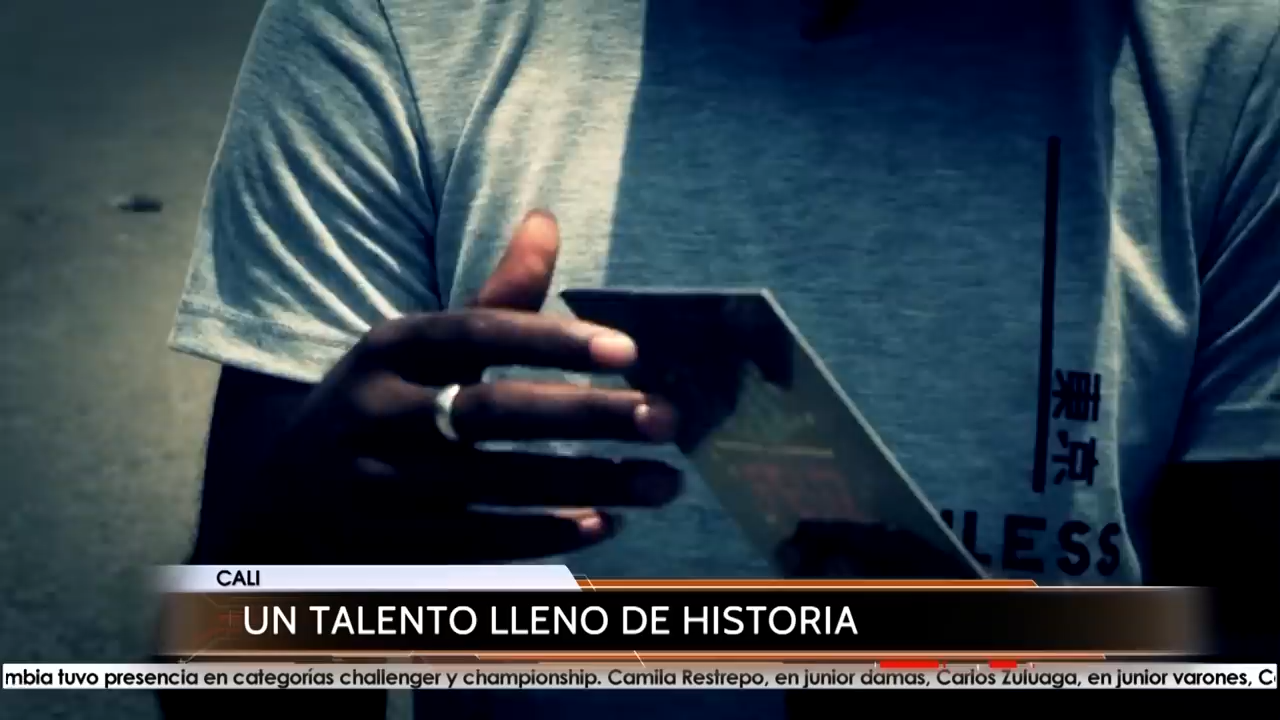 東京
LESS
CALI
UN TALENTO LLENO DE HISTORIA
mbia tuvo presencia en categorías challenger y championship. Camila Restrepo, en junior damas, Carlos Zuluaga, en junior varones, C